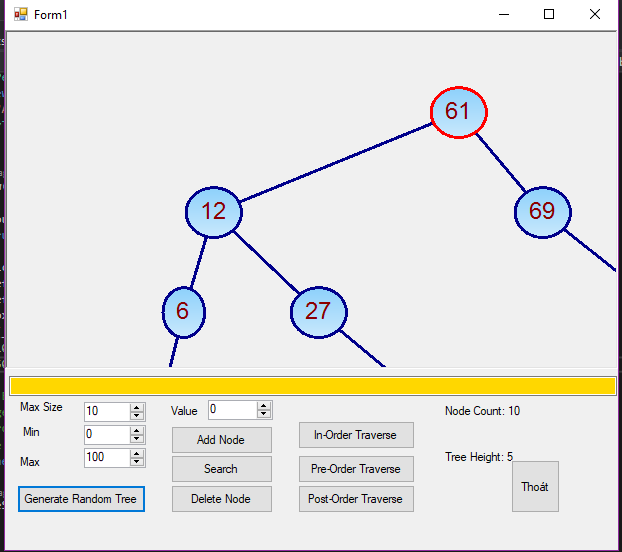 Form1
61
12
69
6
27
Max Size 10
Value 0
Node Count: 10
Min 0
Add Node
In-Order Traverse
Max 100
Search
Pre-Order Traverse
Tree Height: 5
Generate Random Tree
Delete Node
Post-Order Traverse
Thoát